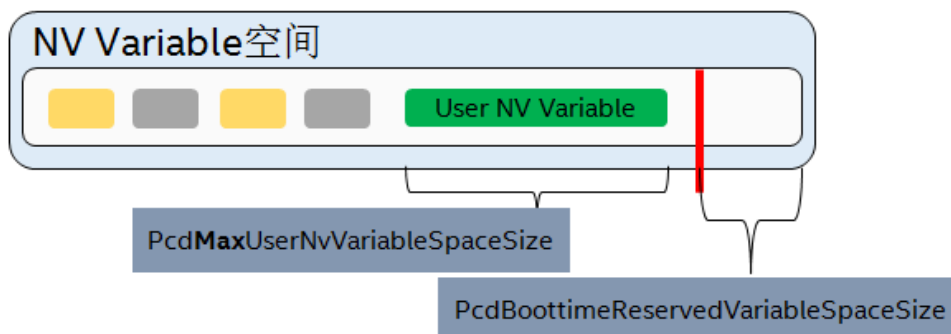 NV Variable空间
User NV Variable
PcdMaxUserNvVariableSpaceSize
PcdBoottimeReservedVariableSpaceSize